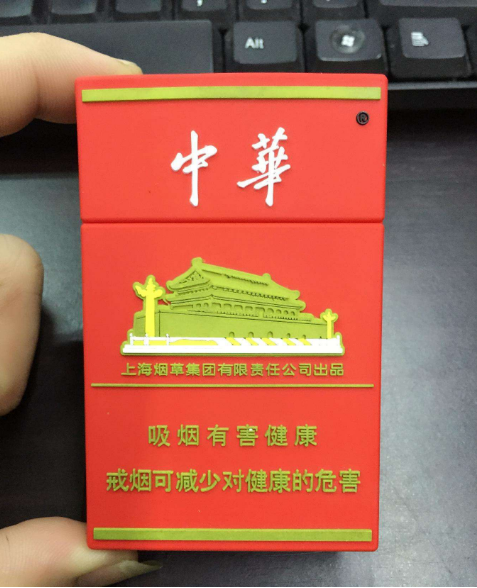 Alt
中華
上海烟草集团有限责任公司出品
吸烟有害健康
戒烟可减少对健康的危害